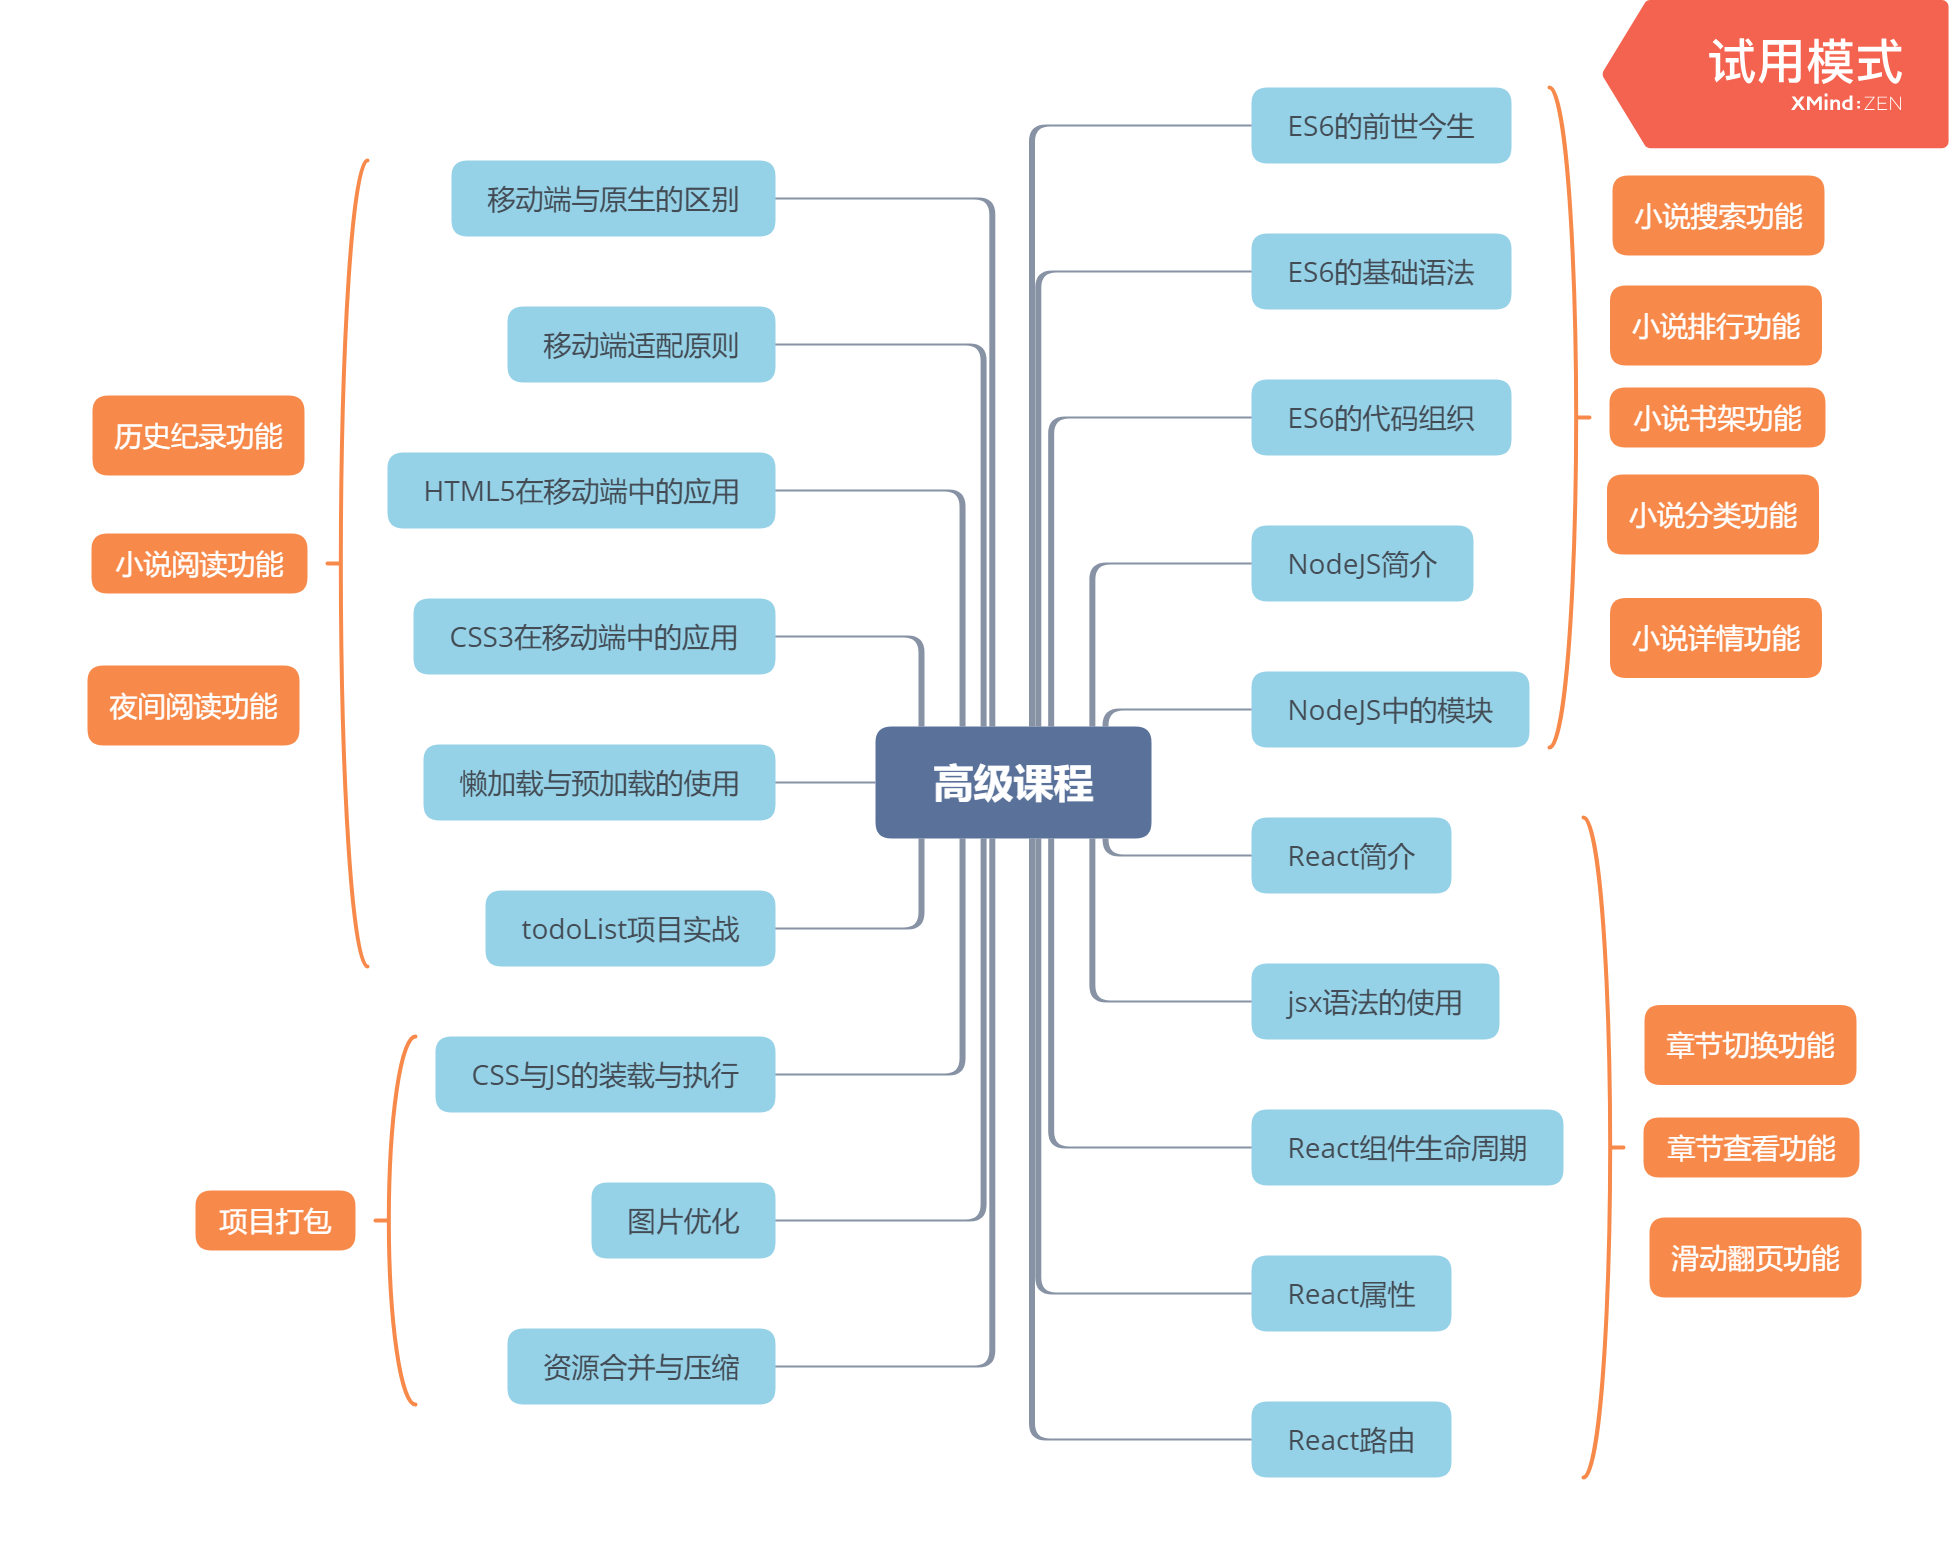 试用模式
XMind:ZEN
高级课程
ES6的前世今生
ES6的基础语法
ES6的代码组织
NodeJS简介
NodeJS中的模块
小说搜索功能
小说排行功能
小说书架功能
小说分类功能
小说详情功能
React简介
jsx语法的使用
React组件生命周期
React属性
React路由
章节切换功能
章节查看功能
滑动翻页功能
移动端与原生的区别
移动端适配原则
HTML5在移动端中的应用
CSS3在移动端中的应用
懒加载与预加载的使用
todoList项目实战
历史纪录功能
小说阅读功能
夜间阅读功能
CSS与JS的装载与执行
图片优化
资源合并与压缩
项目打包